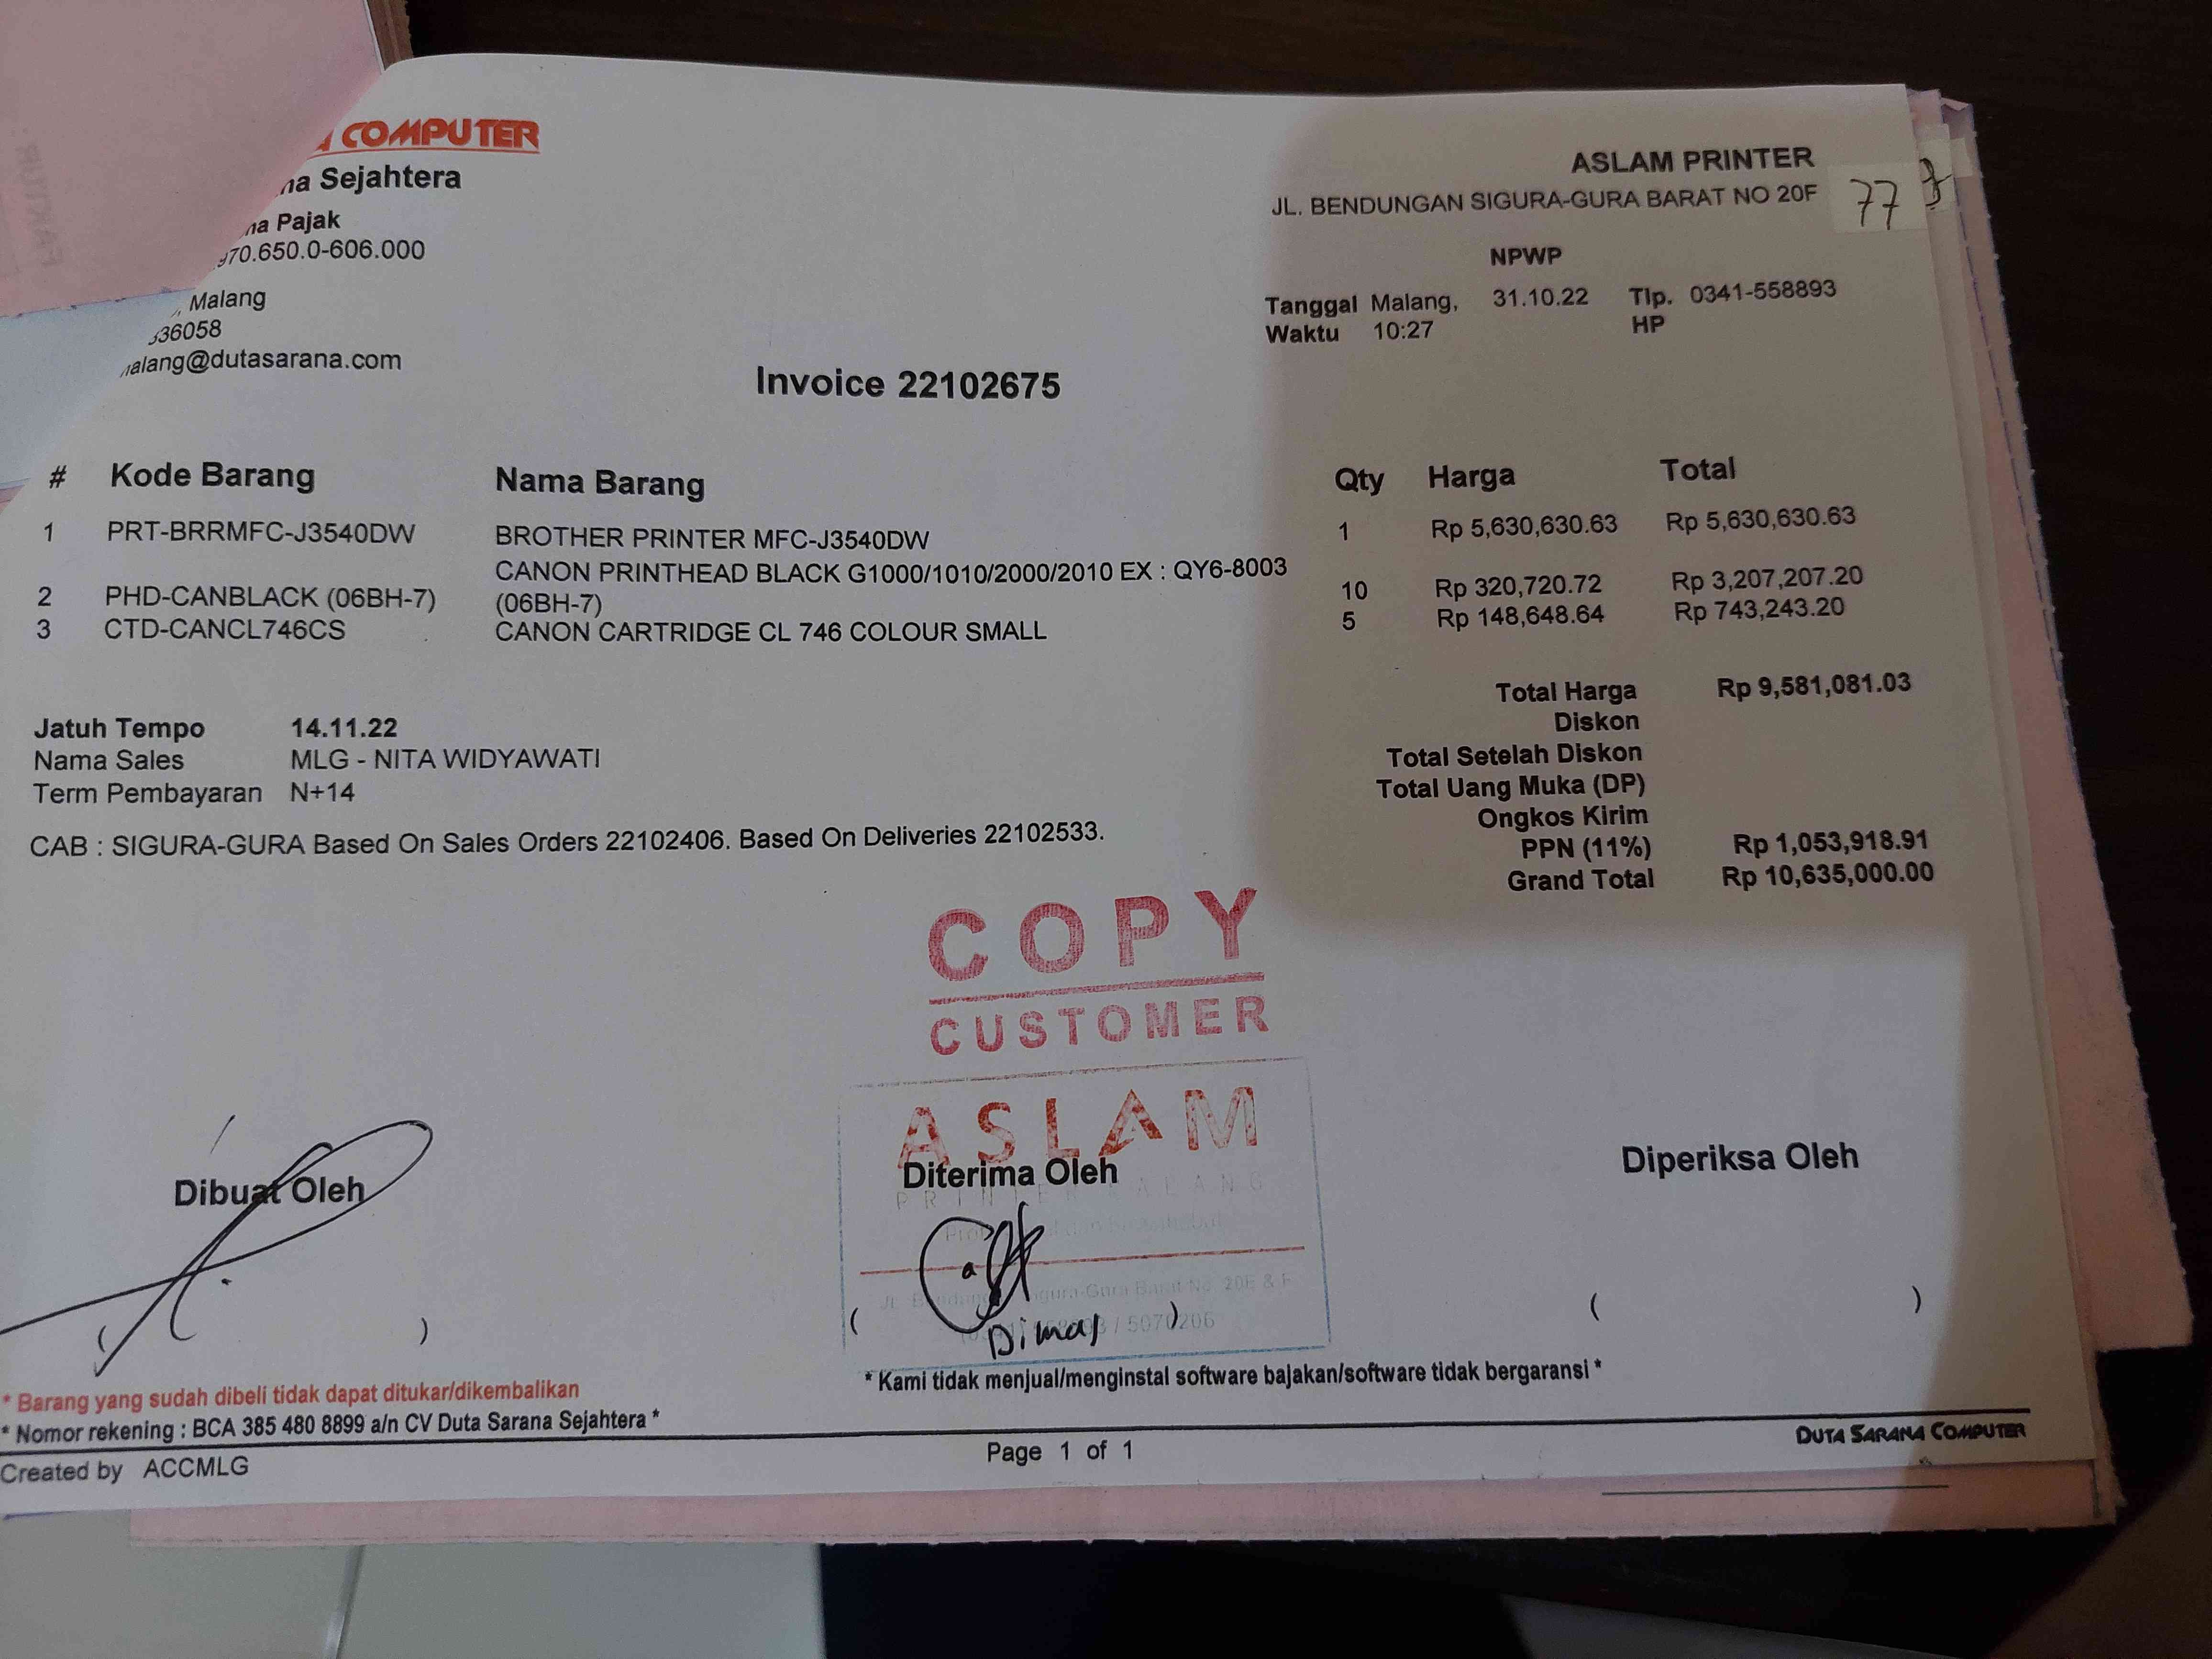 COMPUTER
Sejahtera
Pajak
70.650.0-606.000
Malang
36058
alang@dutasarana.com
ASLAM PRINTER
JL. BENDUNGAN SIGURA-GURA BARAT NO 20F
77
NPWP
Tanggal Malang, 31.10.22 Tlp. 0341-558893
Waktu 10:27 HP
Invoice 22102675
# Kode Barang Nama Barang Qty Harga Total
1 PRT-BRRMFC-J3540DW BROTHER PRINTER MFC-J3540DW 1 Rp 5,630,630.63 Rp 5,630,630.63
CANON PRINTHEAD BLACK G1000/1010/2000/2010 EX : QY6-8003
2 PHD-CANBLACK (06BH-7) (06BH-7) 10 Rp 320,720.72 Rp 3,207,207.20
3 CTD-CANCL746CS CANON CARTRIDGE CL 746 COLOUR SMALL 5 Rp 148,648.64 Rp 743,243.20
Total Harga Rp 9,581,081.03
Diskon
Total Setelah Diskon
Total Uang Muka (DP)
Ongkos Kirim
PPN (11%) Rp 1,053,918.91
Grand Total Rp 10,635,000.00
Jatuh Tempo 14.11.22
Nama Sales MLG - NITA WIDYAWATI
Term Pembayaran N+14
CAB : SIGURA-GURA Based On Sales Orders 22102406. Based On Deliveries 22102533.
COPY
CUSTOMER
ASLAM
Dibuat Oleh Diterima Oleh Diperiksa Oleh
20E & F
/ 5070206
Dimas
( ) ( ) ( )
* Barang yang sudah dibeli tidak dapat ditukar/dikembalikan
* Kami tidak menjual/menginstal software bajakan/software tidak bergaransi *
* Nomor rekening : BCA 385 480 8899 a/n CV Duta Sarana Sejahtera *
DUTA SARANA COMPUTER
Page 1 of 1
Created by ACCMLG